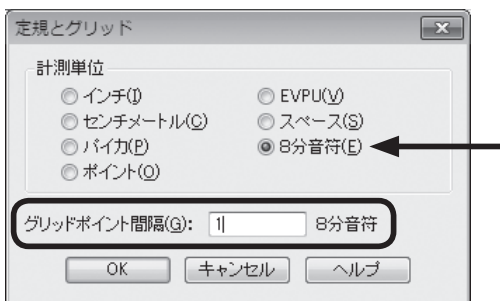 定規とグリッド
計測単位
インチ(I) EVPU(V)
センチメートル(C) スペース(S)
パイカ(P) 8分音符(E)
ポイント(O)
グリッドポイント間隔(G): 1 8分音符
OK キャンセル ヘルプ